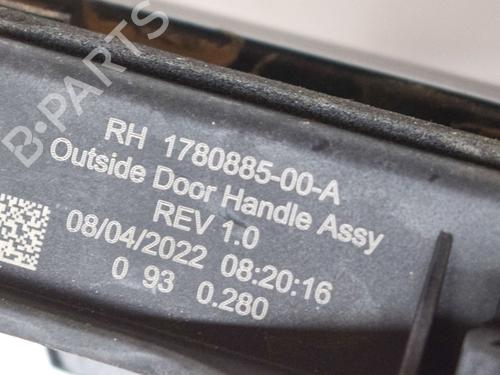 B-PARTS
RH 1780885-00-A
Outside Door Handle Assy
REV 1.0
08/04/2022 08:20:16
0 93 0.280